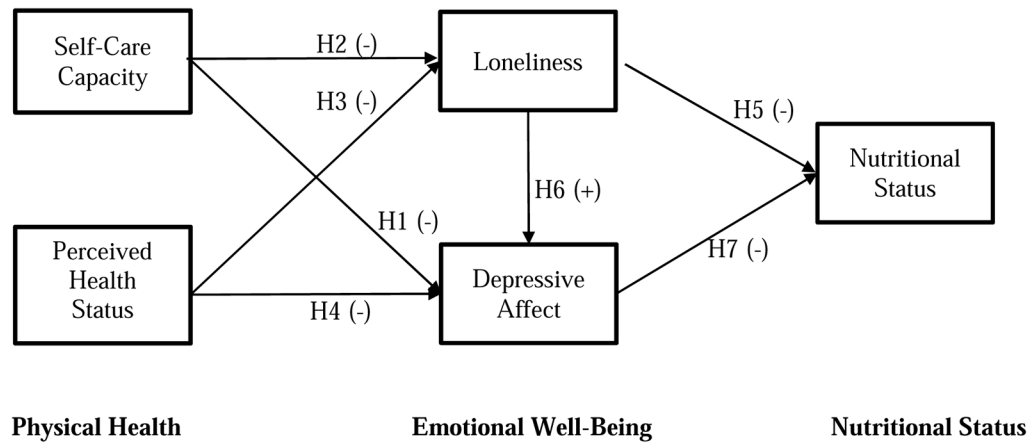 Self-Care
Capacity
H2 (-)
Loneliness
H3 (-)
H5 (-)
Nutritional
Status
H6 (+)
H1 (-)
Perceived
Health
Status
H4 (-)
Depressive
Affect
H7 (-)
Physical Health
Emotional Well-Being
Nutritional Status